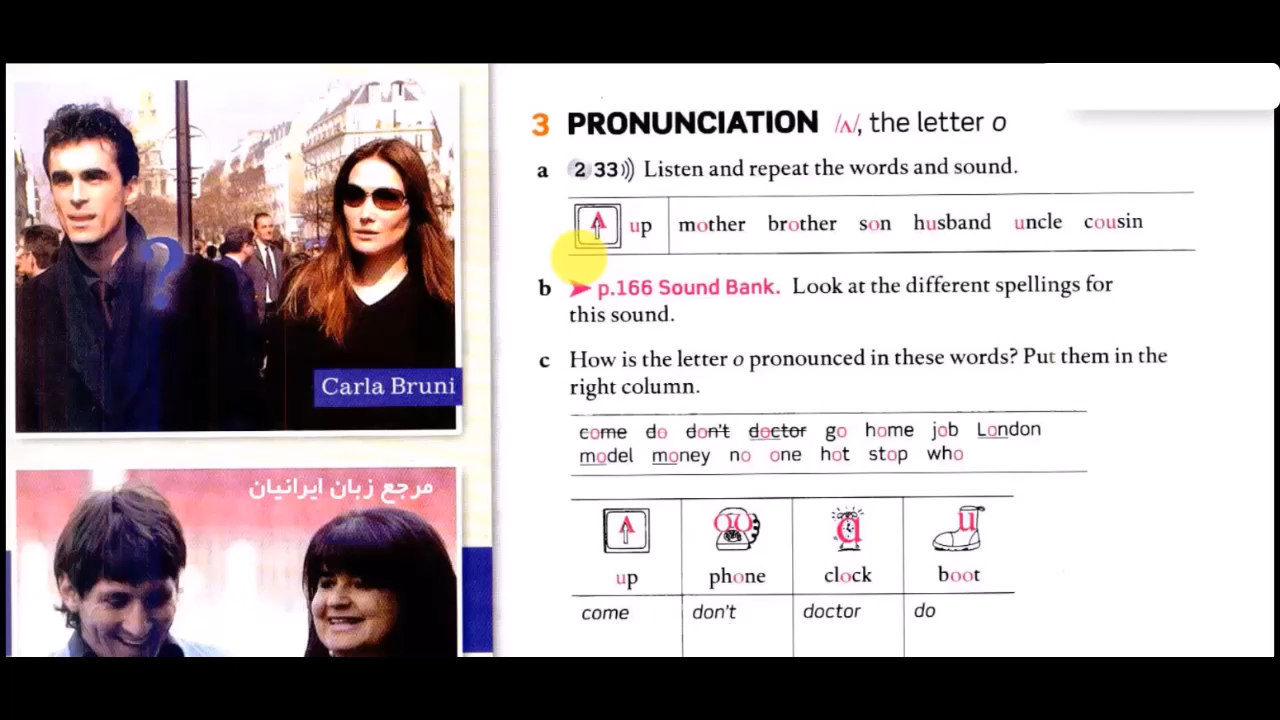 3 PRONUNCIATION /ʌ/, the letter o
a 2 33))) Listen and repeat the words and sound.
ʌ up mother brother son husband uncle cousin
b ➤ p.166 Sound Bank. Look at the different spellings for
this sound.
c How is the letter o pronounced in these words? Put them in the
right column.
come do don't doctor go home job London
model money no one hot stop who
up phone clock boot
come don't doctor do
?
Carla Bruni
مرجع زبان ایرانیان